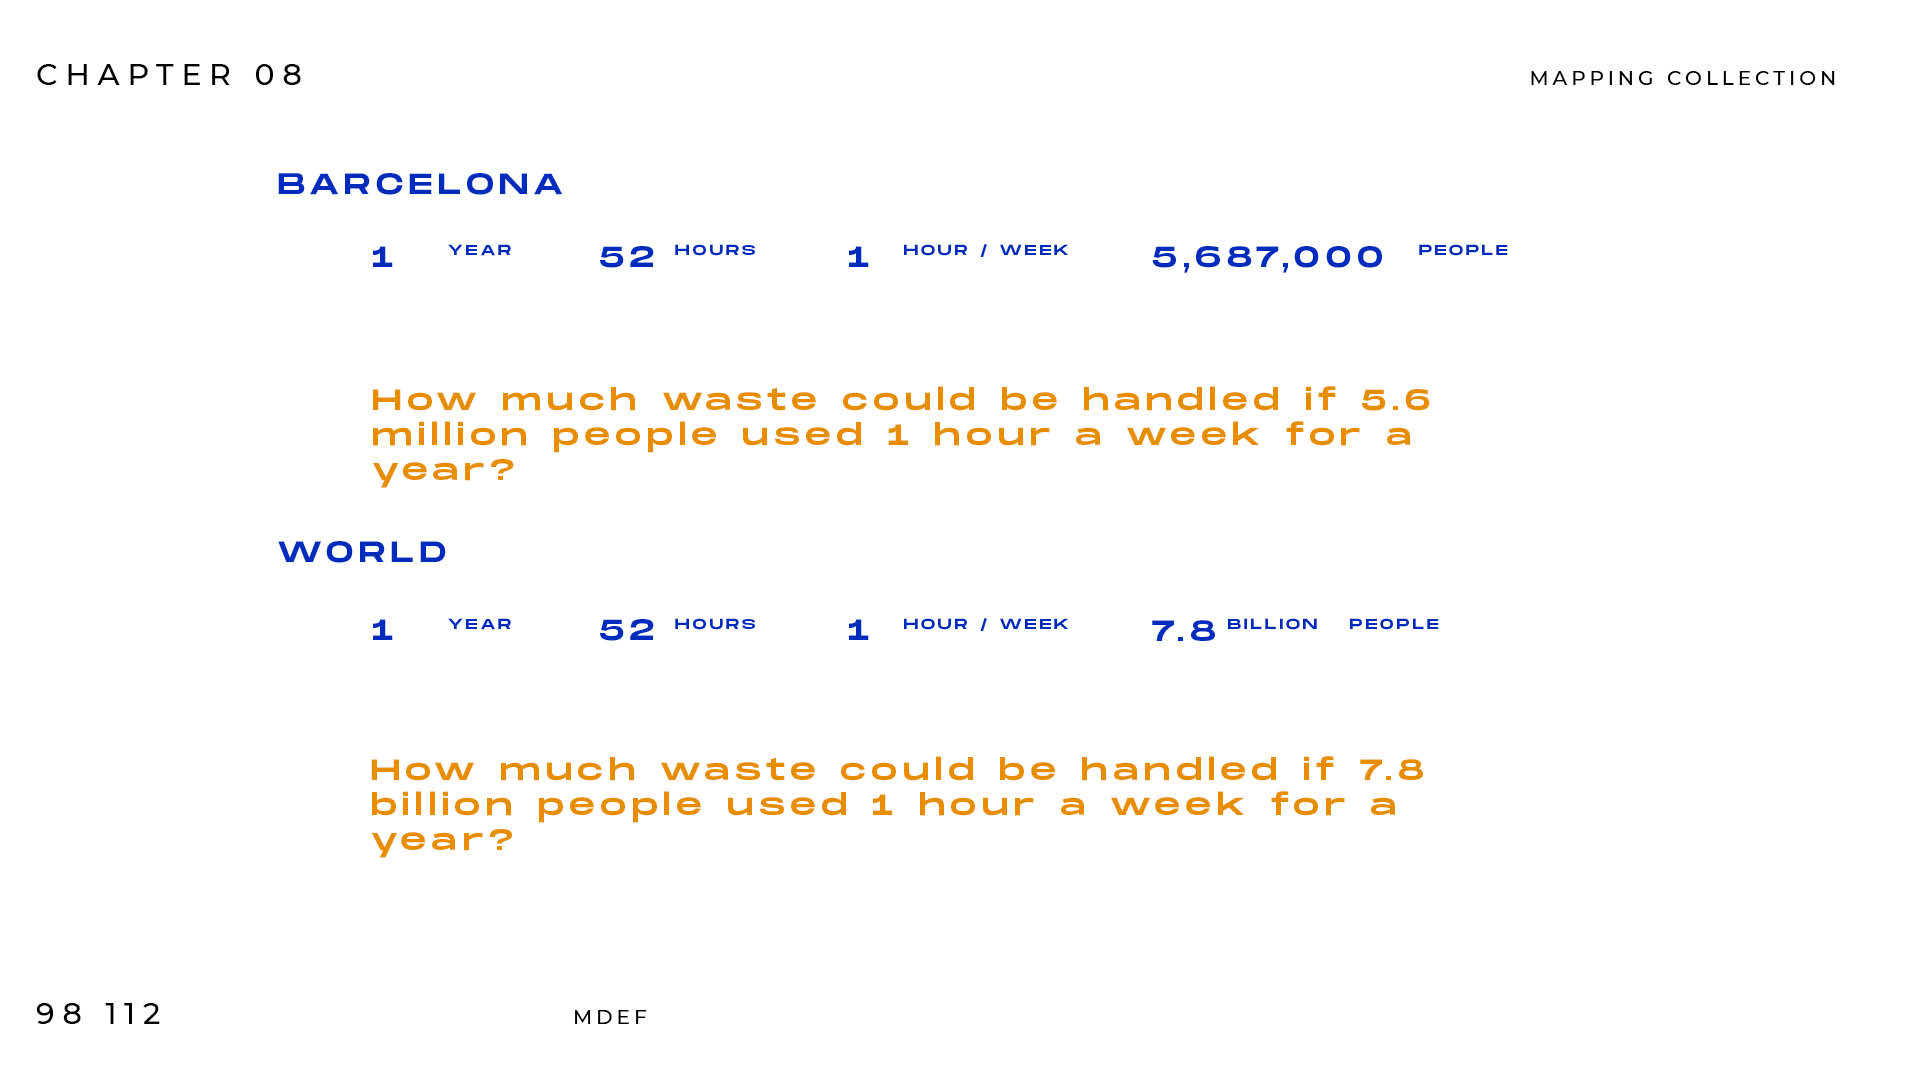 CHAPTER 08
MAPPING COLLECTION
BARCELONA
1 YEAR 52 HOURS 1 HOUR / WEEK 5,687,000 PEOPLE
How much waste could be handled if 5.6
million people used 1 hour a week for a
year?
WORLD
1 YEAR 52 HOURS 1 HOUR / WEEK 7.8 BILLION PEOPLE
How much waste could be handled if 7.8
billion people used 1 hour a week for a
year?
98 112
MDEF